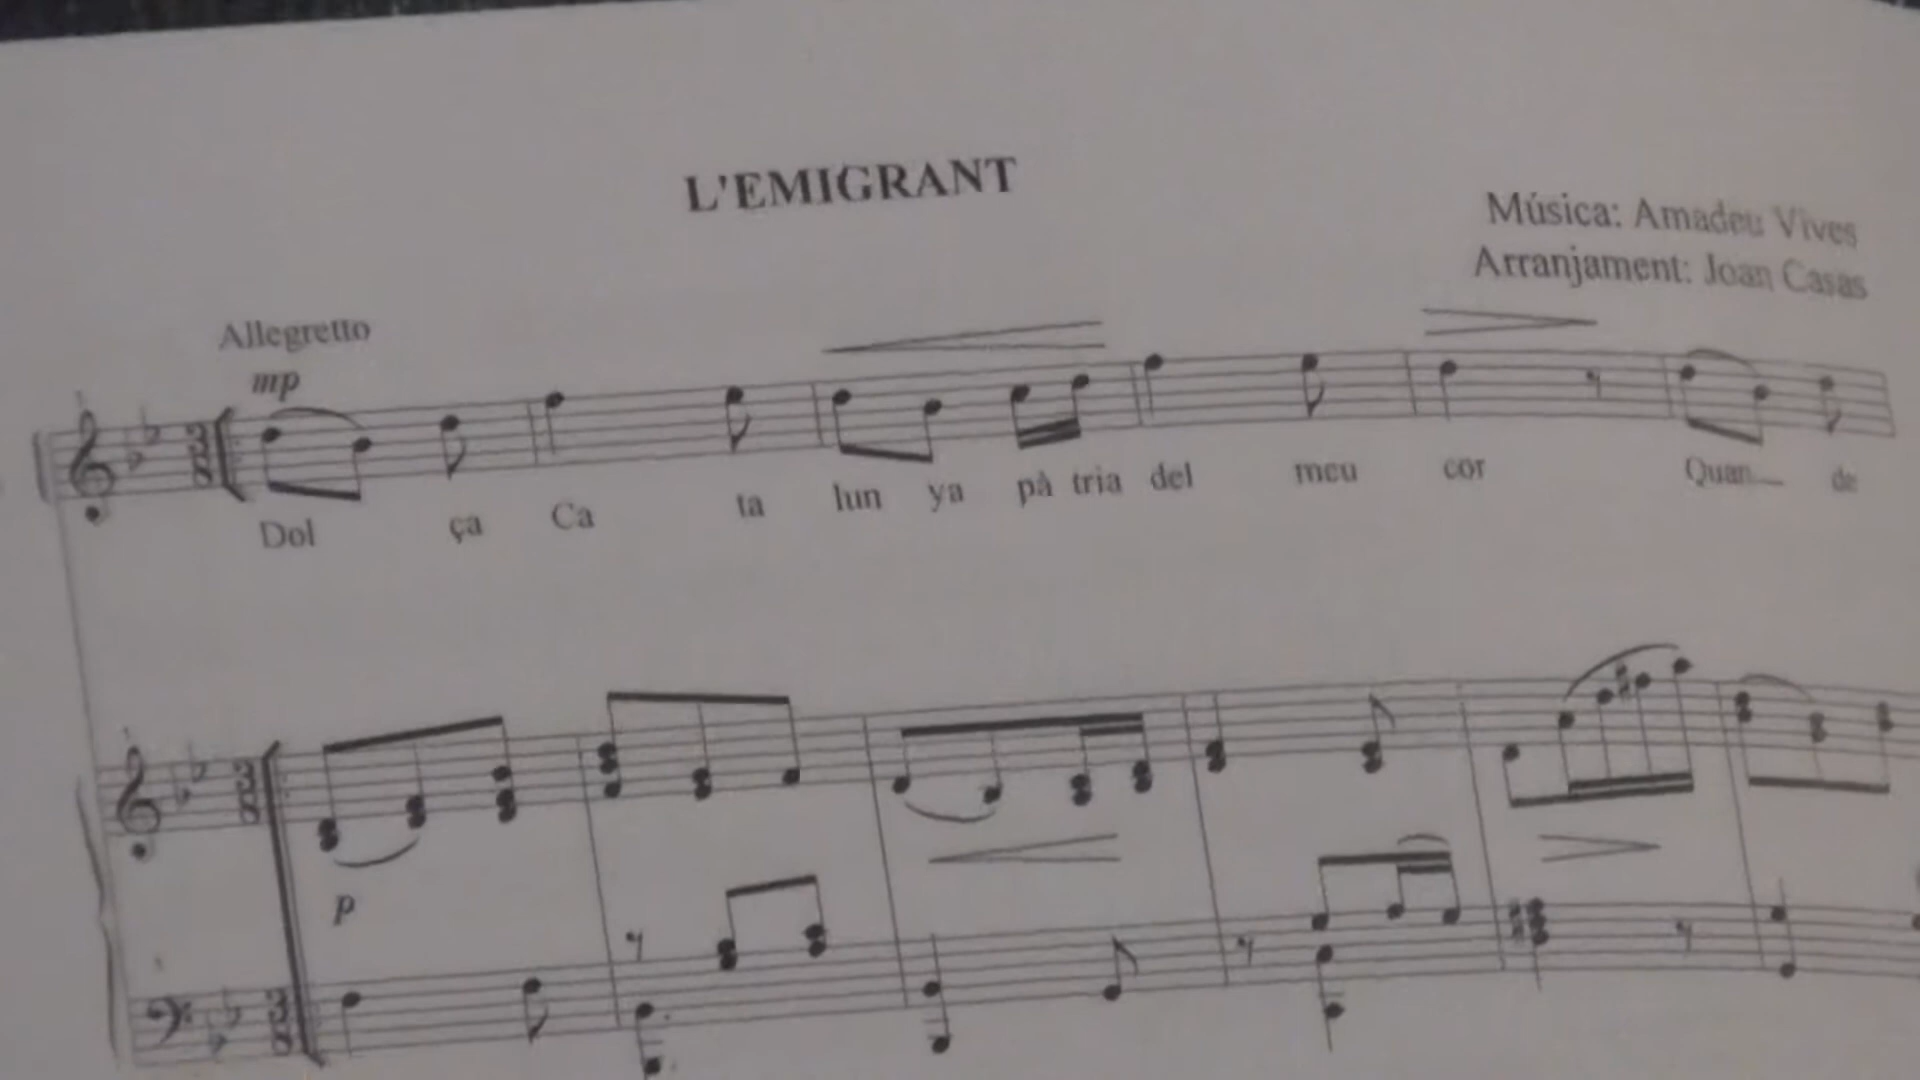 L'EMIGRANT
Música: Amadeu Vives
Arranjament: Joan Casas
Allegretto
mp
Dol ça Ca ta lun ya pà tria del meu cor Quan de
p